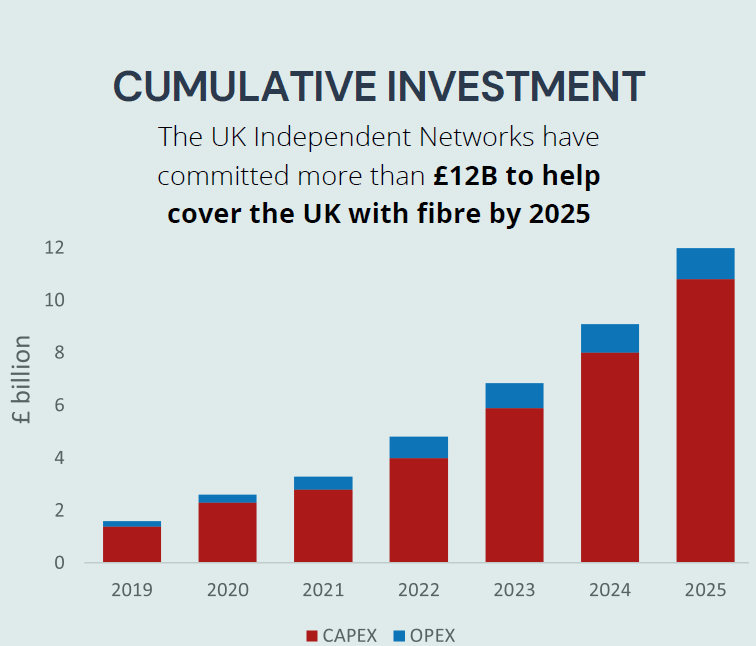 CUMULATIVE INVESTMENT
The UK Independent Networks have
committed more than £12B to help
cover the UK with fibre by 2025
12
10
8
6
4
2
0
£ billion
2019 2020 2021 2022 2023 2024 2025
CAPEX OPEX